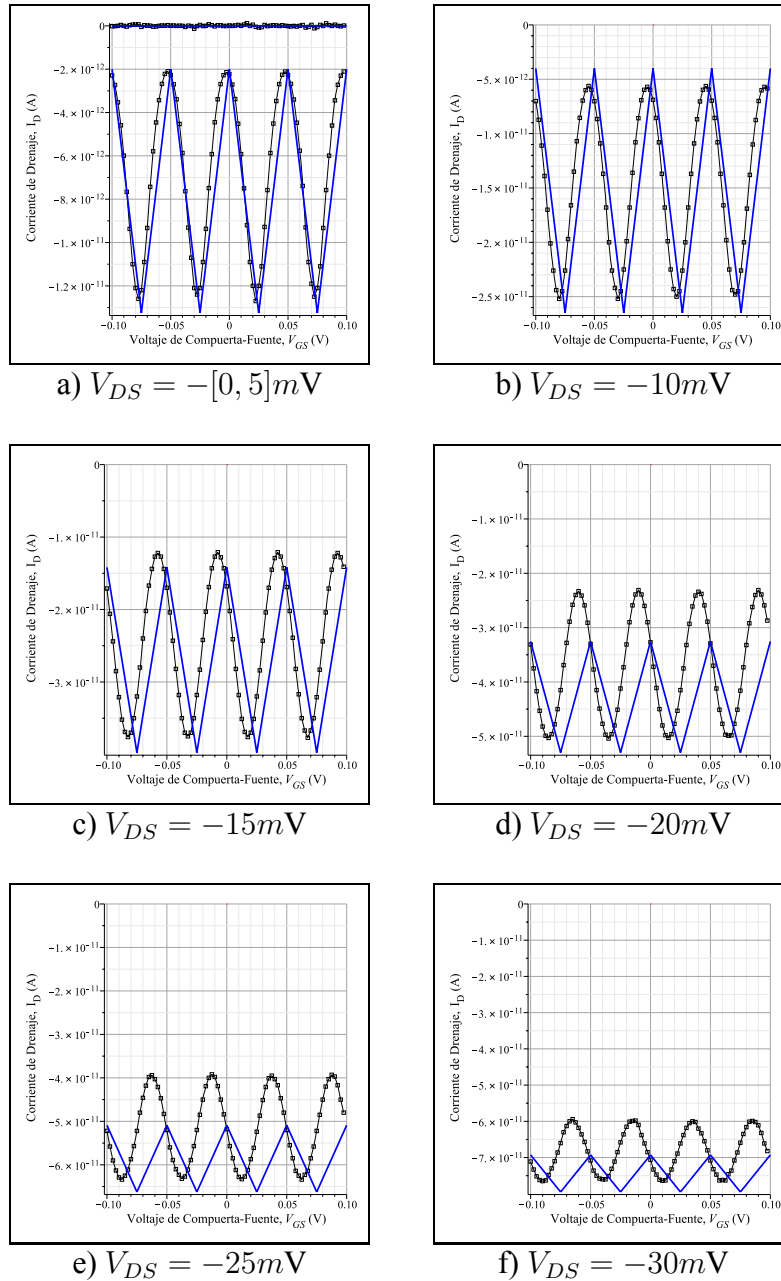 0
−2. × 10⁻¹²
−4. × 10⁻¹²
−6. × 10⁻¹²
−8. × 10⁻¹²
−1. × 10⁻¹¹
−1.2 × 10⁻¹¹
Corriente de Drenaje, I_D (A)
−0.10 −0.05 0 0.05 0.10
Voltaje de Compuerta-Fuente, V_GS (V)
a) V_DS = −[0, 5]mV
0
−5. × 10⁻¹²
−1. × 10⁻¹¹
−1.5 × 10⁻¹¹
−2. × 10⁻¹¹
−2.5 × 10⁻¹¹
Corriente de Drenaje, I_D (A)
−0.10 −0.05 0 0.05 0.10
Voltaje de Compuerta-Fuente, V_GS (V)
b) V_DS = −10mV
0
−1. × 10⁻¹¹
−2. × 10⁻¹¹
−3. × 10⁻¹¹
Corriente de Drenaje, I_D (A)
−0.10 −0.05 0 0.05 0.10
Voltaje de Compuerta-Fuente, V_GS (V)
c) V_DS = −15mV
0
−1. × 10⁻¹¹
−2. × 10⁻¹¹
−3. × 10⁻¹¹
−4. × 10⁻¹¹
−5. × 10⁻¹¹
Corriente de Drenaje, I_D (A)
−0.10 −0.05 0 0.05 0.10
Voltaje de Compuerta-Fuente, V_GS (V)
d) V_DS = −20mV
0
−1. × 10⁻¹¹
−2. × 10⁻¹¹
−3. × 10⁻¹¹
−4. × 10⁻¹¹
−5. × 10⁻¹¹
−6. × 10⁻¹¹
Corriente de Drenaje, I_D (A)
−0.10 −0.05 0 0.05 0.10
Voltaje de Compuerta-Fuente, V_GS (V)
e) V_DS = −25mV
0
−1. × 10⁻¹¹
−2. × 10⁻¹¹
−3. × 10⁻¹¹
−4. × 10⁻¹¹
−5. × 10⁻¹¹
−6. × 10⁻¹¹
−7. × 10⁻¹¹
Corriente de Drenaje, I_D (A)
−0.10 −0.05 0 0.05 0.10
Voltaje de Compuerta-Fuente, V_GS (V)
f) V_DS = −30mV